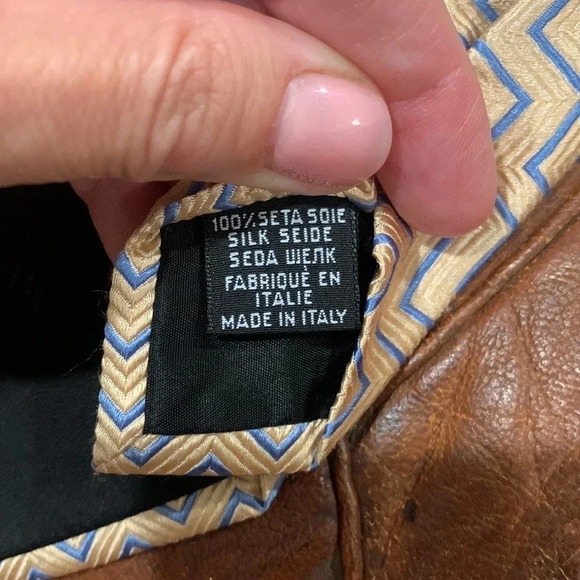 100% SETA SOIE
SILK SEIDE
SEDA ШЕЛК
FABRIQUÉ EN
ITALIE
MADE IN ITALY